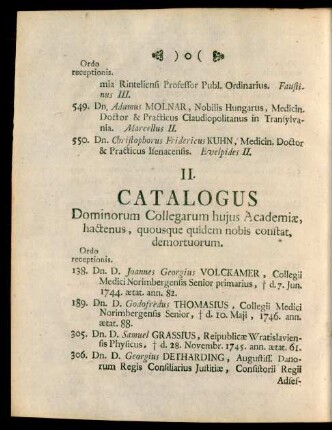 ) o (
Ordo
receptionis.
mia Rinteliensi Professor Publ. Ordinarius. Fausti-
nus III.
549. Dn. Adamus MOLNAR, Nobilis Hungarus, Medicin.
Doctor & Practicus Claudiopolitanus in Transylva-
nia. Marcellus II.
550. Dn. Christophorus Fridericus KUHN, Medicin. Doctor
& Practicus Isenacensis. Evelpides II.
II.
CATALOGUS
Dominorum Collegarum hujus Academiæ,
hactenus, quousque quidem nobis constat,
demortuorum.
Ordo
receptionis.
138. Dn. D. Joannes Georgius VOLCKAMER, Collegii
Medici Norimbergensis Senior primarius, † d. 7. Jun.
1744. ætat. ann. 82.
189. Dn. D. Godofredus THOMASIUS, Collegii Medici
Norimbergensis Senior, † d. 10. Maji, 1746. ann.
ætat. 88.
305. Dn. D. Samuel GRASSIUS, Reipublicæ Wratislavien-
sis Physicus, † d. 28. Novembr. 1745. ann. ætat. 61.
306. Dn. D. Georgius DETHARDING, Augustiss. Dano-
rum Regis Consiliarius Justitiæ, Consistorii Regii
Adses-